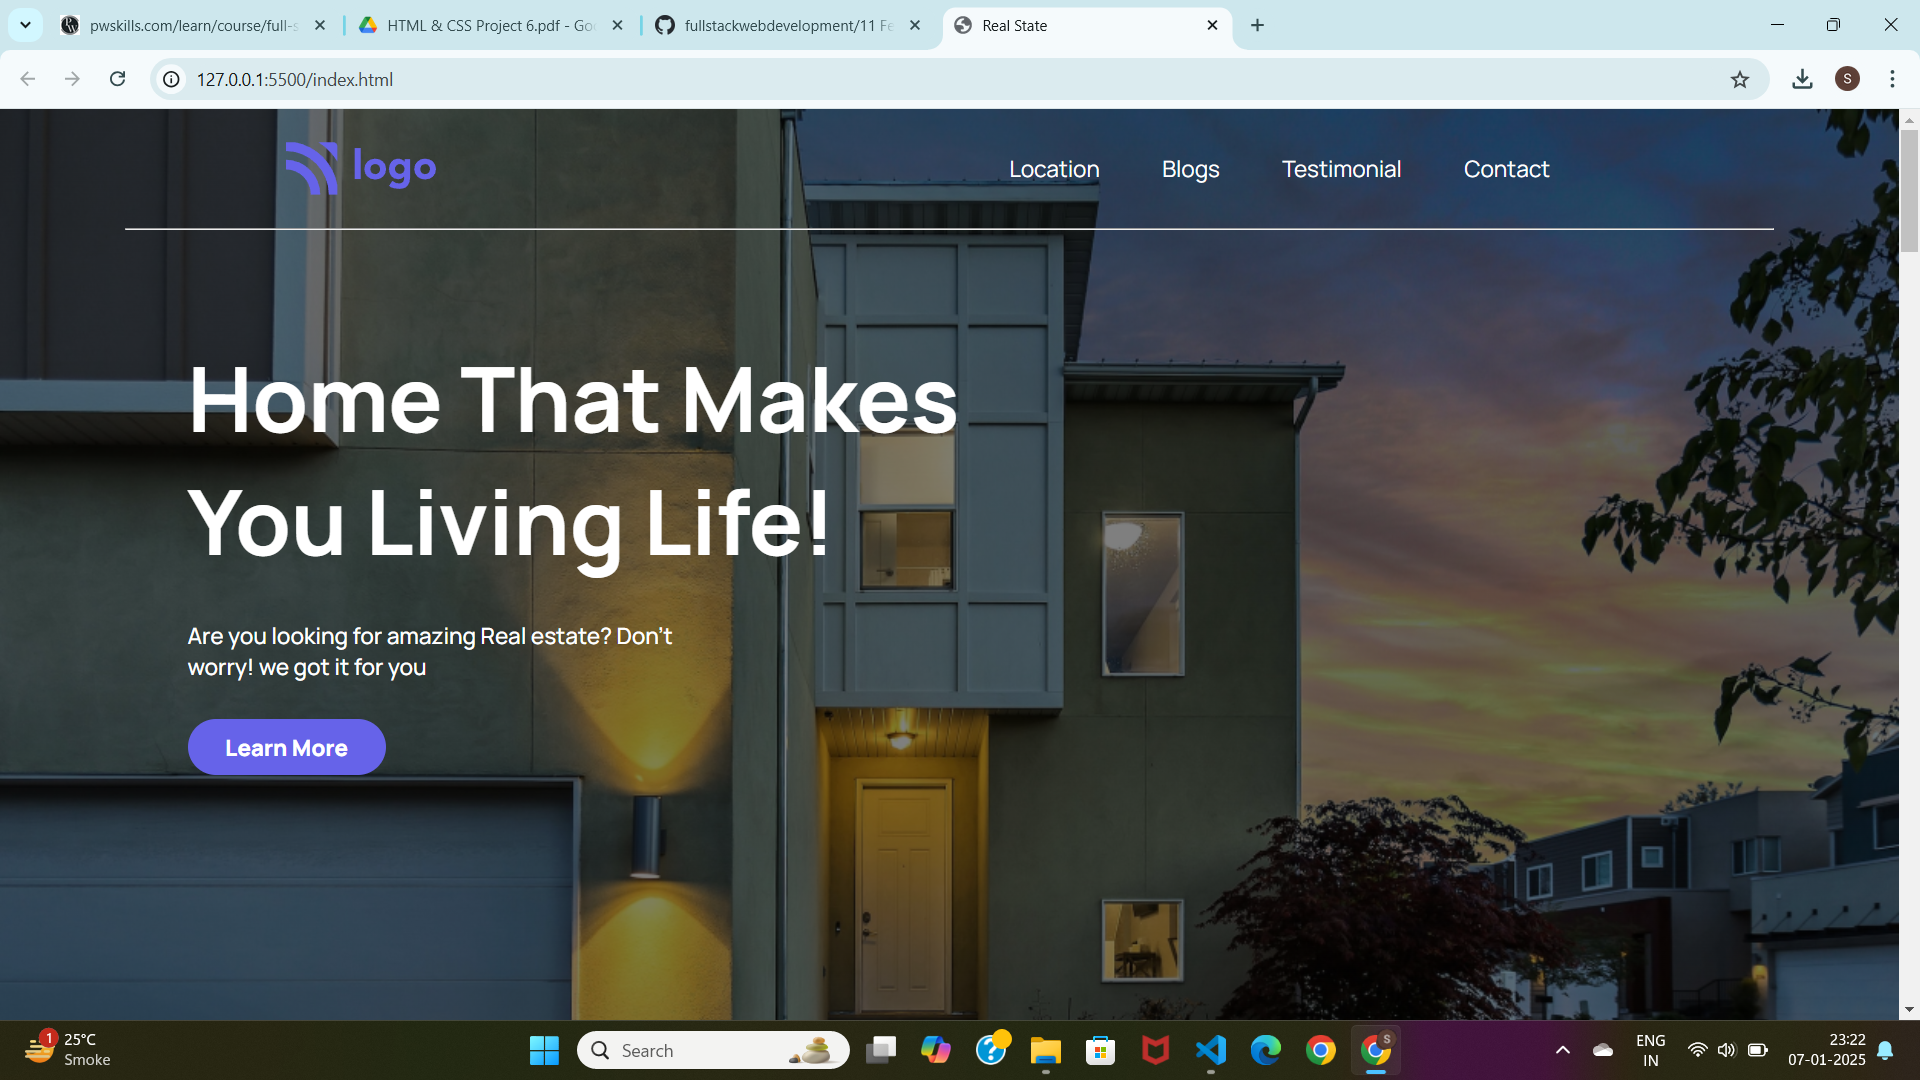 pwskills.com/learn/course/full-s
HTML & CSS Project 6.pdf - Goo
fullstackwebdevelopment/11 Fe
Real State
127.0.0.1:5500/index.html
S
logo
Location
Blogs
Testimonial
Contact
Home That Makes
You Living Life!
Are you looking for amazing Real estate? Don't
worry! we got it for you
Learn More
1
25°C
Smoke
Search
S
ENG
IN
23:22
07-01-2025